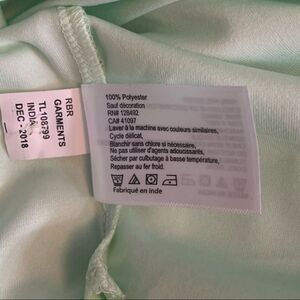 RBR
GARMENTS
TL108799
INDIA
DEC - 2018
100% Polyester
Sauf décoration
RN# 128492
CA# 41097
Laver à la machine avec couleurs similaires,
Cycle délicat,
Blanchir sans chlore si nécessaire,
Ne pas utiliser d'agents adoucissants,
Sécher par culbutage à basse température,
Repasser au fer froid.
Fabriqué en inde